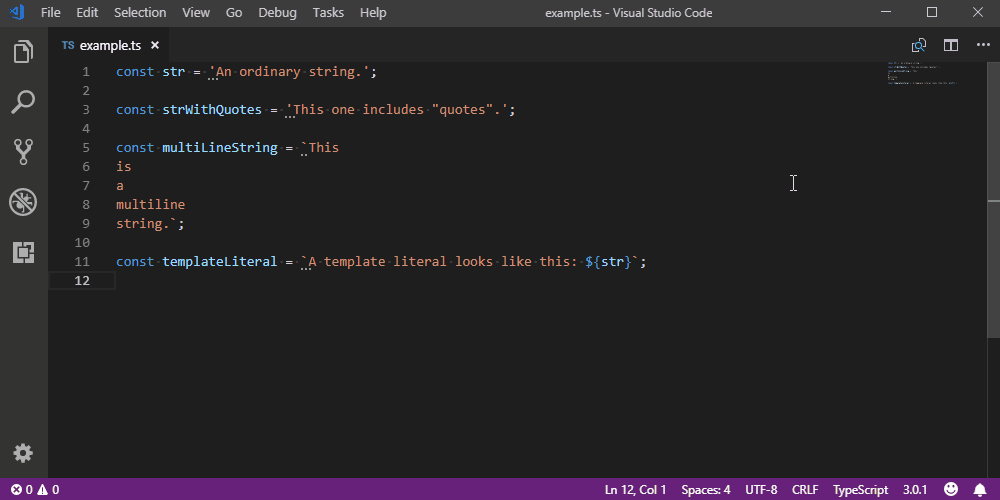 File Edit Selection View Go Debug Tasks Help example.ts - Visual Studio Code
TS example.ts
1 const str = 'An ordinary string.';
2
3 const strWithQuotes = 'This one includes "quotes".';
4
5 const multiLineString = `This
6 is
7 a
8 multiline
9 string.`;
10
11 const templateLiteral = `A template literal looks like this: ${str}`;
12
0 0 Ln 12, Col 1 Spaces: 4 UTF-8 CRLF TypeScript 3.0.1